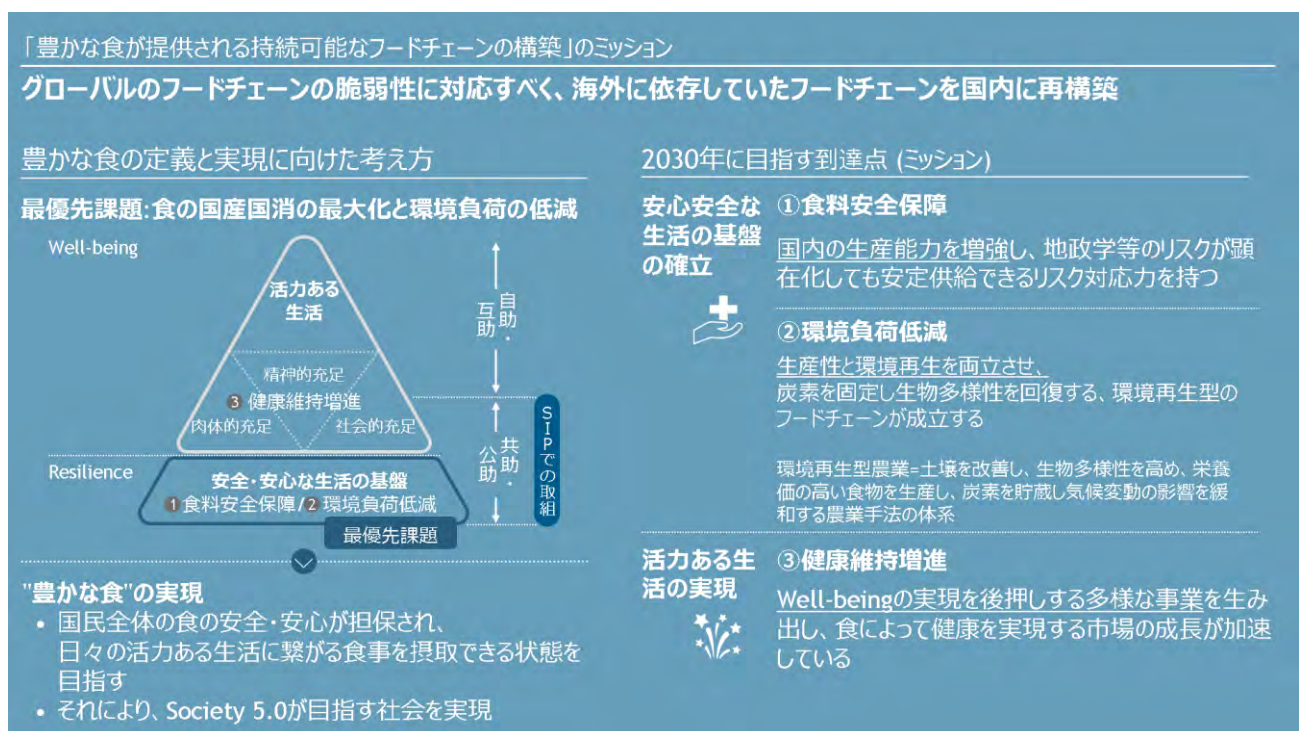 「豊かな食が提供される持続可能なフードチェーンの構築」のミッション
グローバルのフードチェーンの脆弱性に対応すべく、海外に依存していたフードチェーンを国内に再構築
豊かな食の定義と実現に向けた考え方
最優先課題:食の国産国消の最大化と環境負荷の低減
Well-being
活力ある
生活
精神的充足
❸ 健康維持増進
肉体的充足
社会的充足
自助・
互助
Resilience
安全・安心な生活の基盤
❶食料安全保障/❷環境負荷低減
最優先課題
共助・
公助
SIPでの取組
"豊かな食"の実現
• 国民全体の食の安全・安心が担保され、
日々の活力ある生活に繋がる食事を摂取できる状態を
目指す
• それにより、Society 5.0が目指す社会を実現
2030年に目指す到達点 (ミッション)
安心安全な
生活の基盤
の確立
①食料安全保障
国内の生産能力を増強し、地政学等のリスクが顕
在化しても安定供給できるリスク対応力を持つ
②環境負荷低減
生産性と環境再生を両立させ、
炭素を固定し生物多様性を回復する、環境再生型の
フードチェーンが成立する
環境再生型農業=土壌を改善し、生物多様性を高め、栄養
価の高い食物を生産し、炭素を貯蔵し気候変動の影響を緩
和する農業手法の体系
活力ある生
活の実現
③健康維持増進
Well-beingの実現を後押しする多様な事業を生み
出し、食によって健康を実現する市場の成長が加速
している